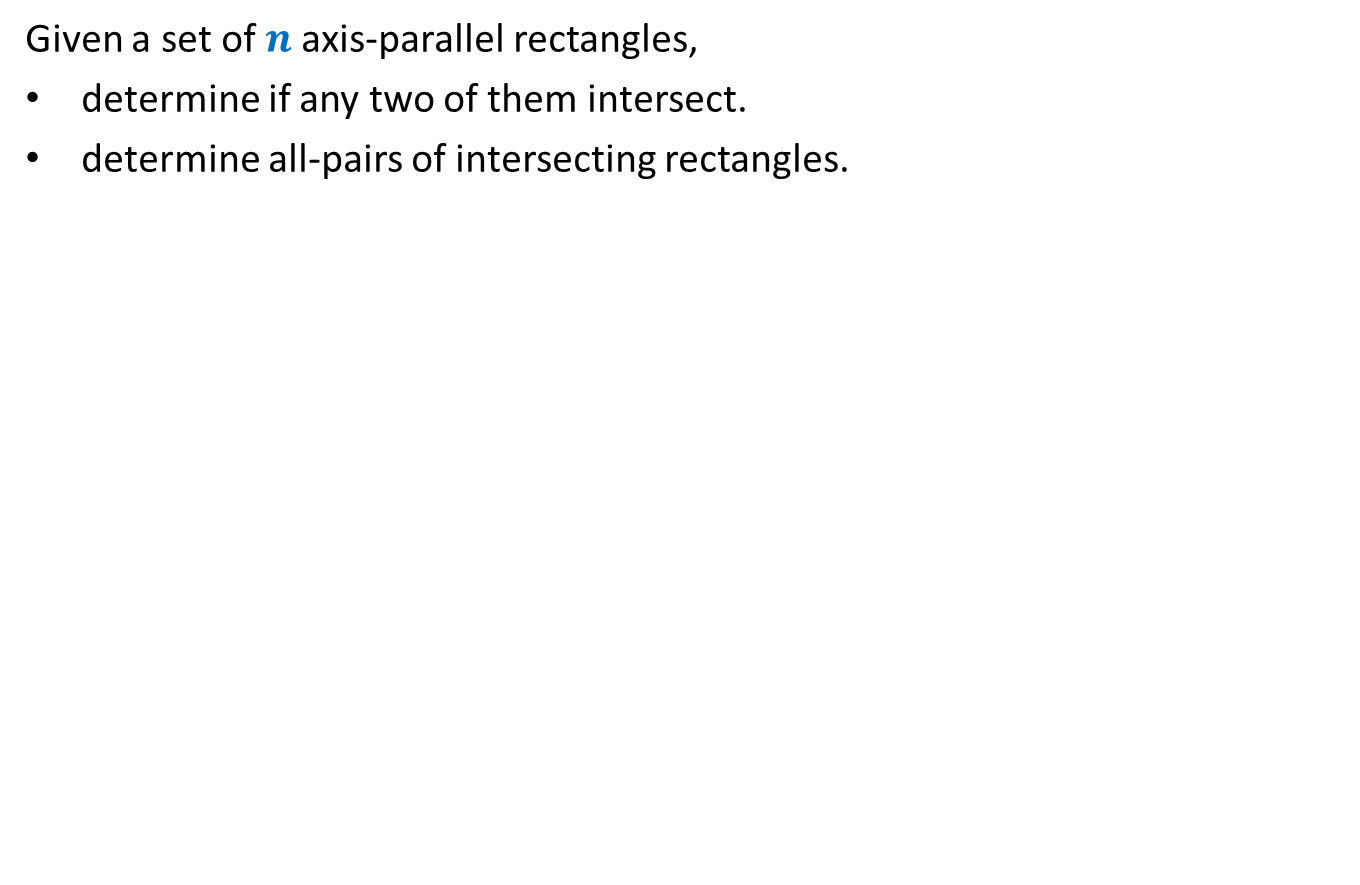 Given a set of n axis-parallel rectangles,
• determine if any two of them intersect.
• determine all-pairs of intersecting rectangles.